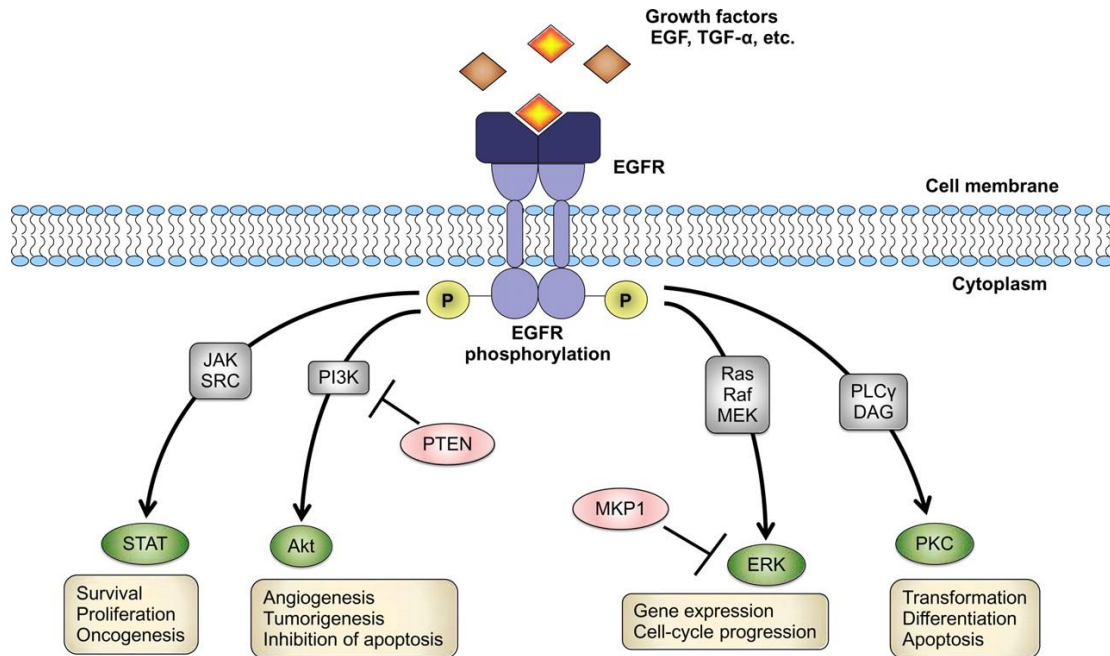 Growth factors
EGF, TGF-α, etc.
EGFR
Cell membrane
Cytoplasm
P
P
EGFR
phosphorylation
JAK
SRC
PI3K
PTEN
Ras
Raf
MEK
PLCγ
DAG
MKP1
STAT
Akt
ERK
PKC
Survival
Proliferation
Oncogenesis
Angiogenesis
Tumorigenesis
Inhibition of apoptosis
Gene expression
Cell-cycle progression
Transformation
Differentiation
Apoptosis